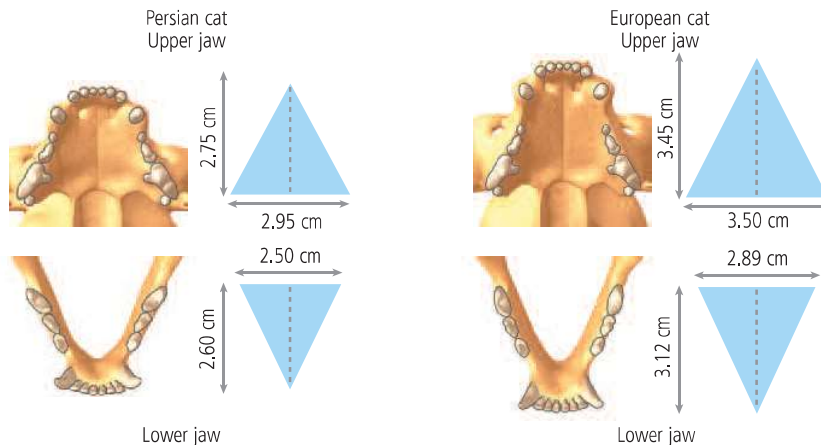 Persian cat
Upper jaw
2.75 cm
2.95 cm
2.50 cm
2.60 cm
Lower jaw
European cat
Upper jaw
3.45 cm
3.50 cm
2.89 cm
3.12 cm
Lower jaw